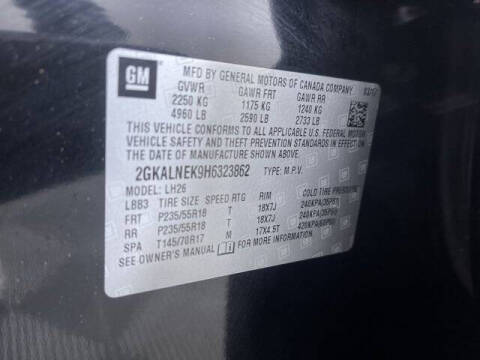 GM
MFD BY GENERAL MOTORS OF CANADA COMPANY
GVWR GAWR FRT GAWR RR
2250 KG 1175 KG 1240 KG
4960 LB 2590 LB 2733 LB
THIS VEHICLE CONFORMS TO ALL APPLICABLE U.S. FEDERAL MOTOR
VEHICLE SAFETY AND THEFT PREVENTION STANDARDS IN EFFECT
ON THE DATE OF MANUFACTURE SHOWN ABOVE.
2GKALNEK9H6323862 TYPE: M.P.V.
MODEL: LH26
L8B3 TIRE SIZE SPEED RTG RIM COLD TIRE PRESSURE
FRT P235/55R18 T 18X7J 240KPA(35PSI)
RR P235/55R18 T 18X7J 240KPA(35PSI)
SPA T145/70R17 M 17X4.5T 420KPA(60PSI)
SEE OWNER'S MANUAL FOR MORE INFORMATION.